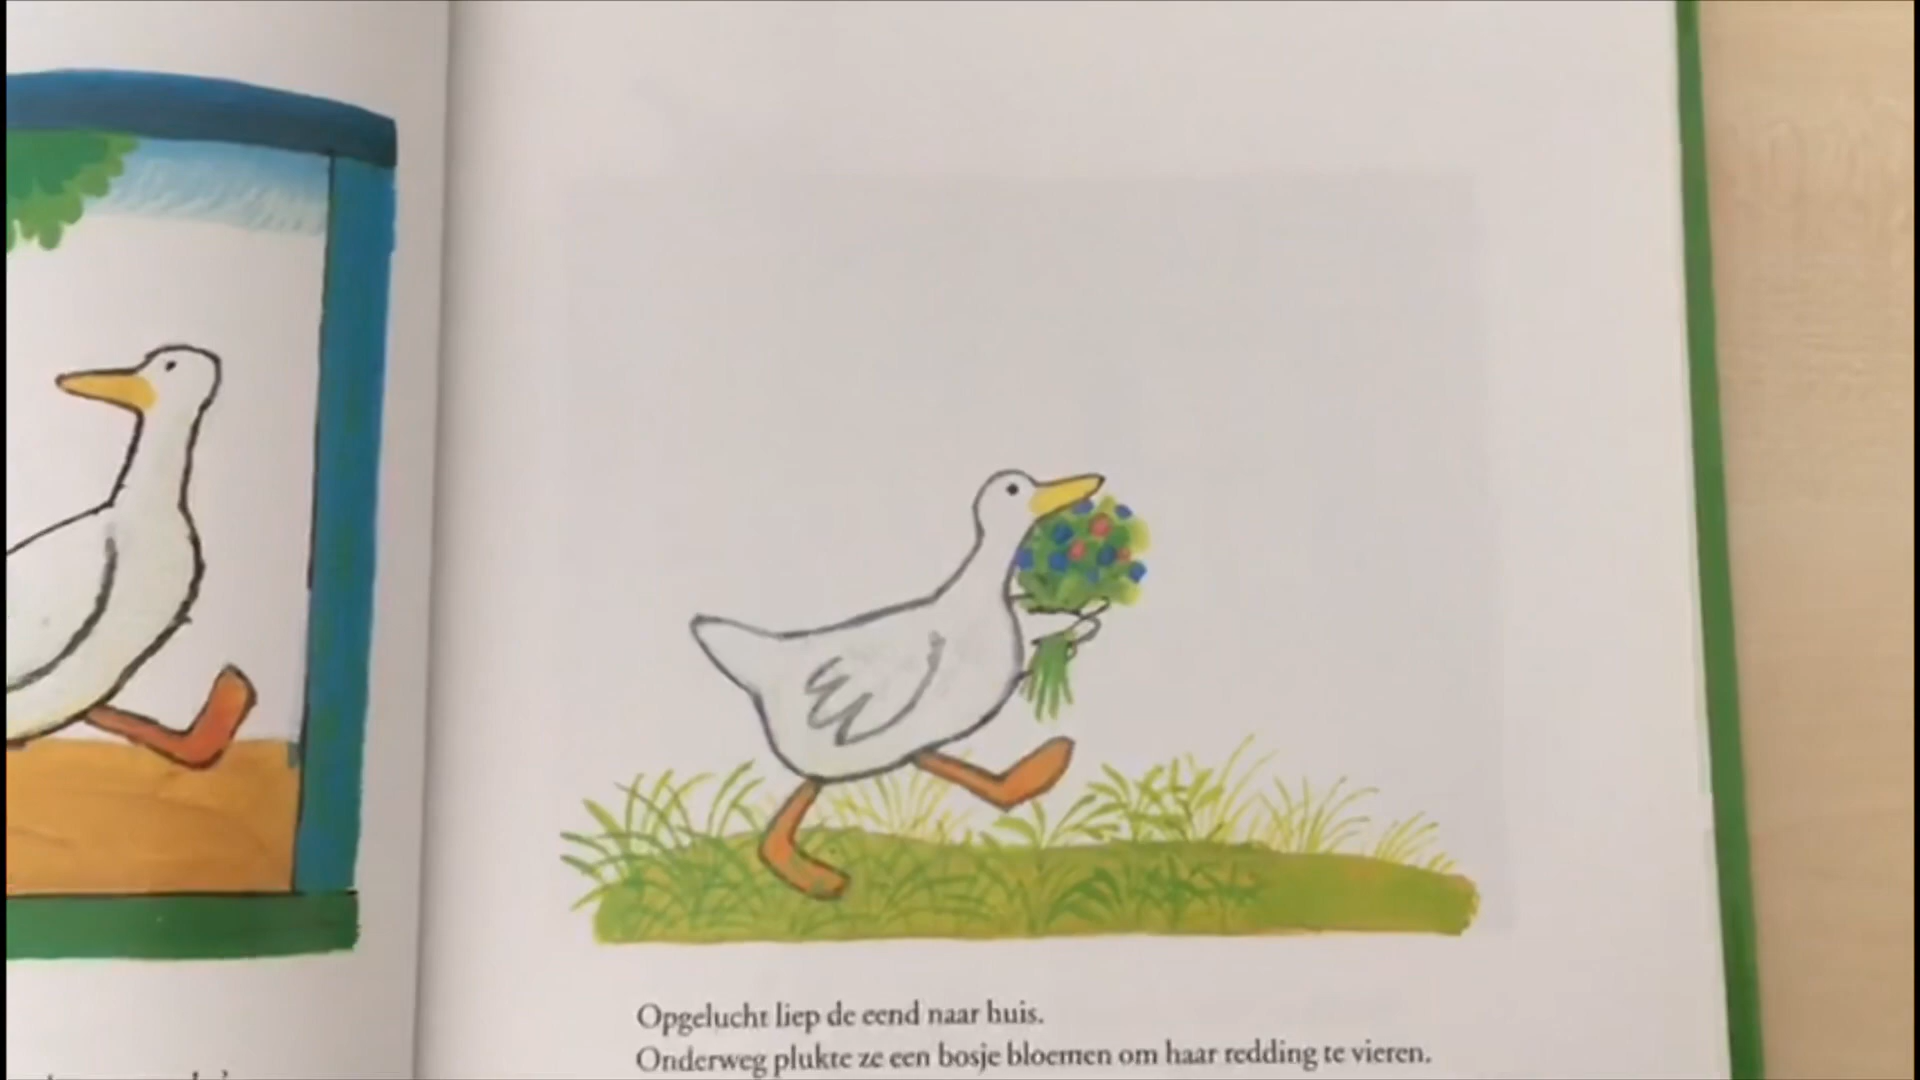 Opgelucht liep de eend naar huis.
Onderweg plukte ze een bosje bloemen om haar redding te vieren.